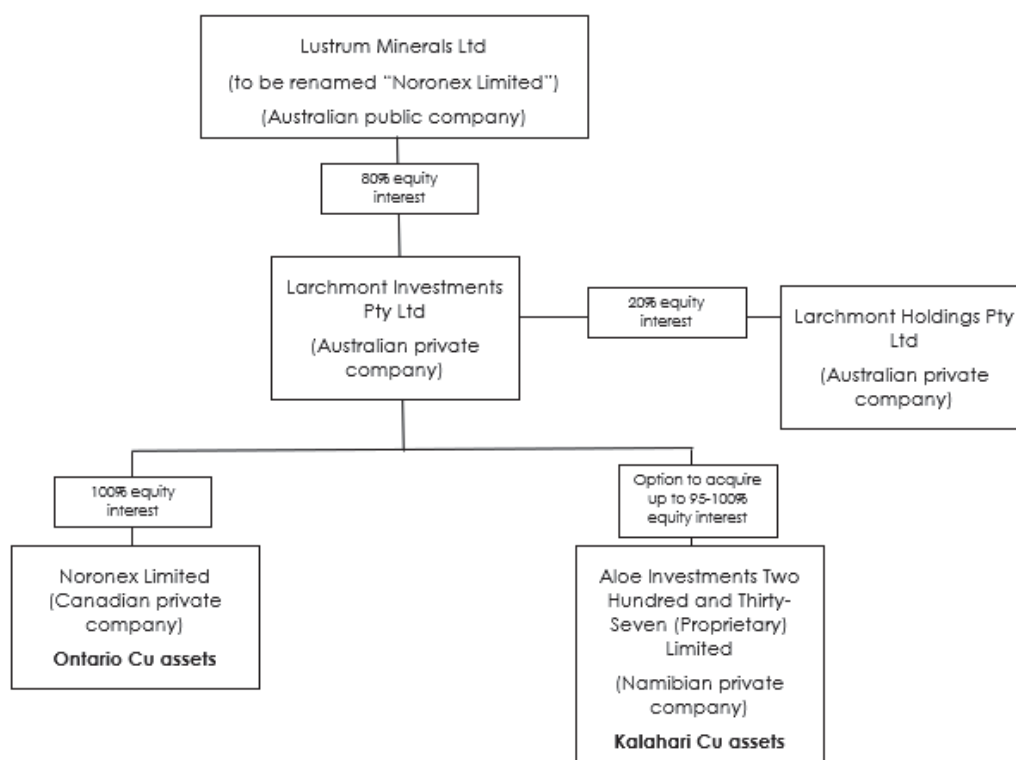 Lustrum Minerals Ltd
(to be renamed “Noronex Limited”)
(Australian public company)
80% equity
interest
Larchmont Investments
Pty Ltd
(Australian private
company)
20% equity
interest
Larchmont Holdings Pty
Ltd
(Australian private
company)
100% equity
interest
Option to acquire
up to 95-100%
equity interest
Noronex Limited
(Canadian private
company)
Ontario Cu assets
Aloe Investments Two
Hundred and Thirty-
Seven (Proprietary)
Limited
(Namibian private
company)
Kalahari Cu assets